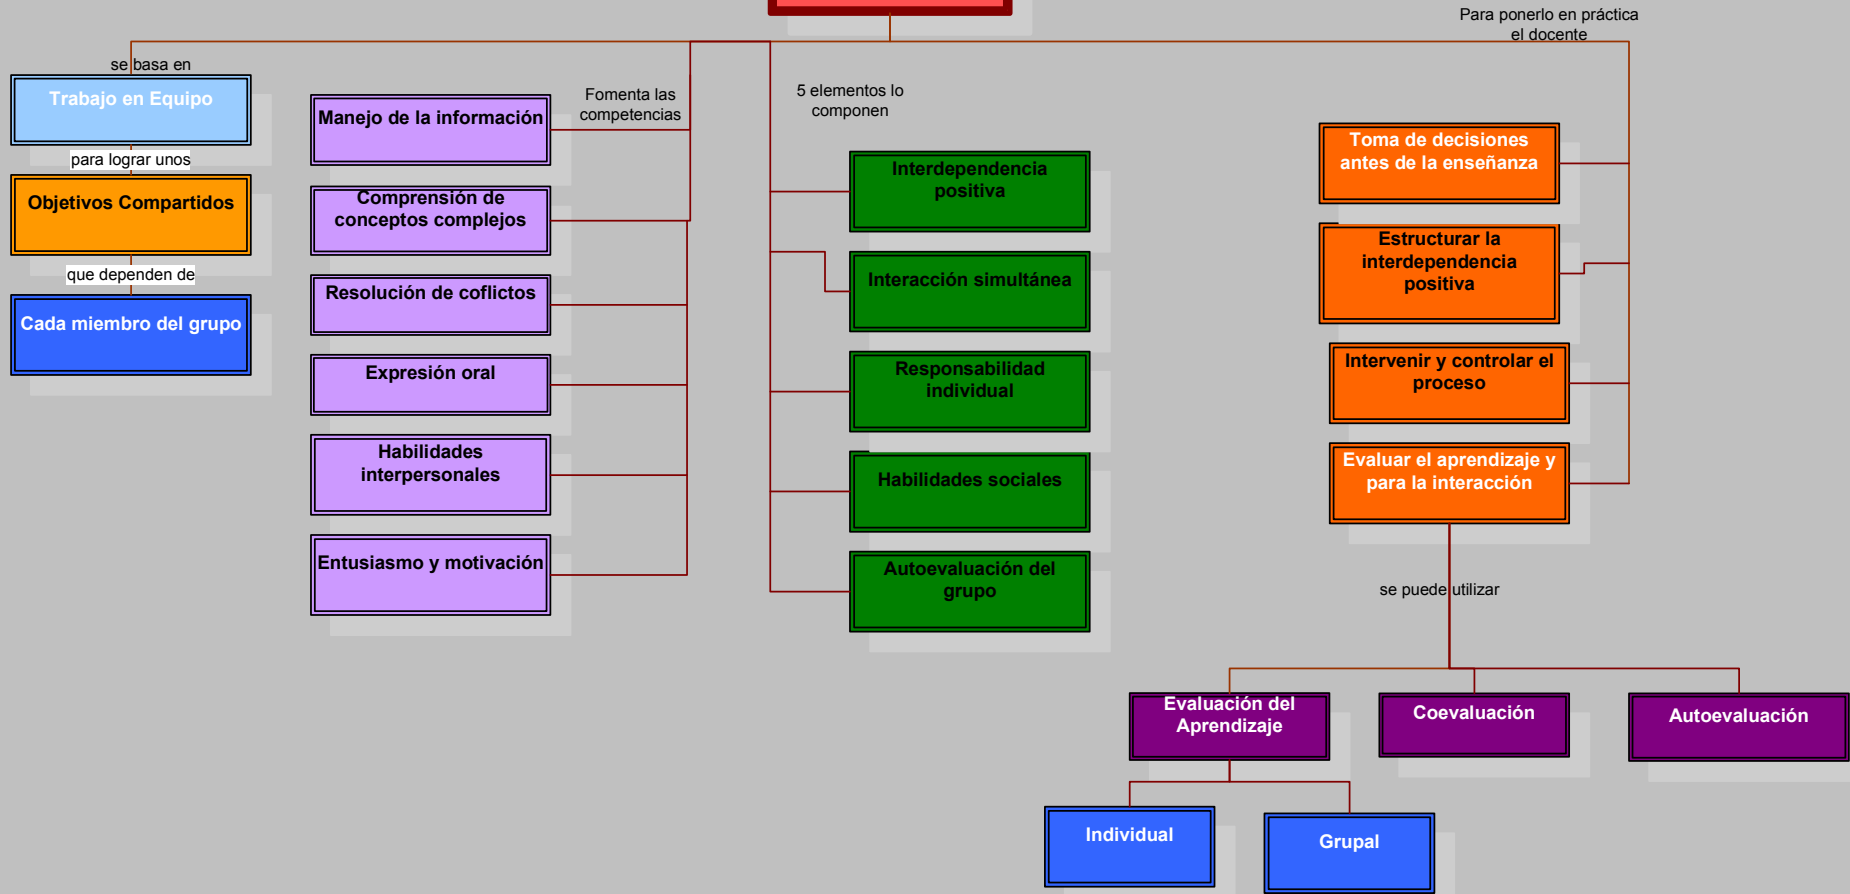 Para ponerlo en práctica
el docente
se basa en
Trabajo en Equipo
para lograr unos
Objetivos Compartidos
que dependen de
Cada miembro del grupo
Fomenta las
competencias
Manejo de la información
Comprensión de
conceptos complejos
Resolución de coflictos
Expresión oral
Habilidades
interpersonales
Entusiasmo y motivación
5 elementos lo
componen
Interdependencia
positiva
Interacción simultánea
Responsabilidad
individual
Habilidades sociales
Autoevaluación del
grupo
Toma de decisiones
antes de la enseñanza
Estructurar la
interdependencia
positiva
Intervenir y controlar el
proceso
Evaluar el aprendizaje y
para la interacción
se puede utilizar
Evaluación del
Aprendizaje
Coevaluación
Autoevaluación
Individual
Grupal